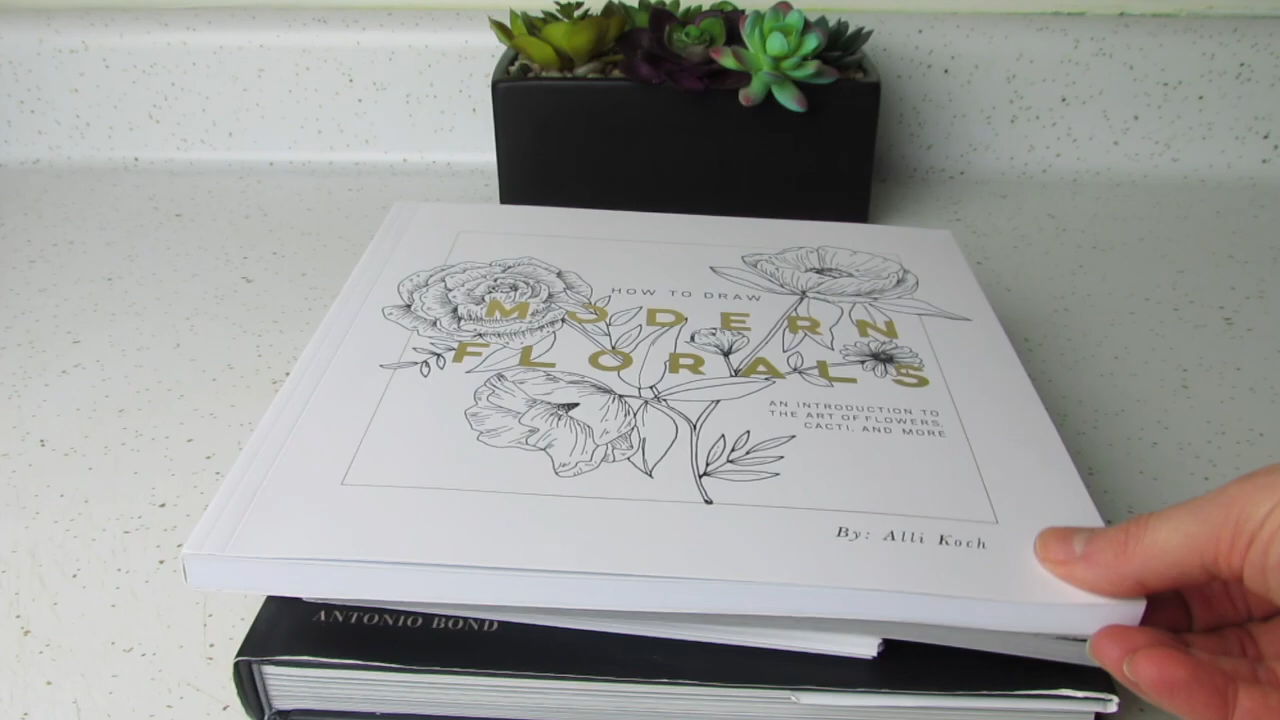 HOW TO DRAW
MODERN
FLORALS
AN INTRODUCTION TO
THE ART OF FLOWERS,
CACTI, AND MORE
By: Alli Koch
ANTONIO BOND